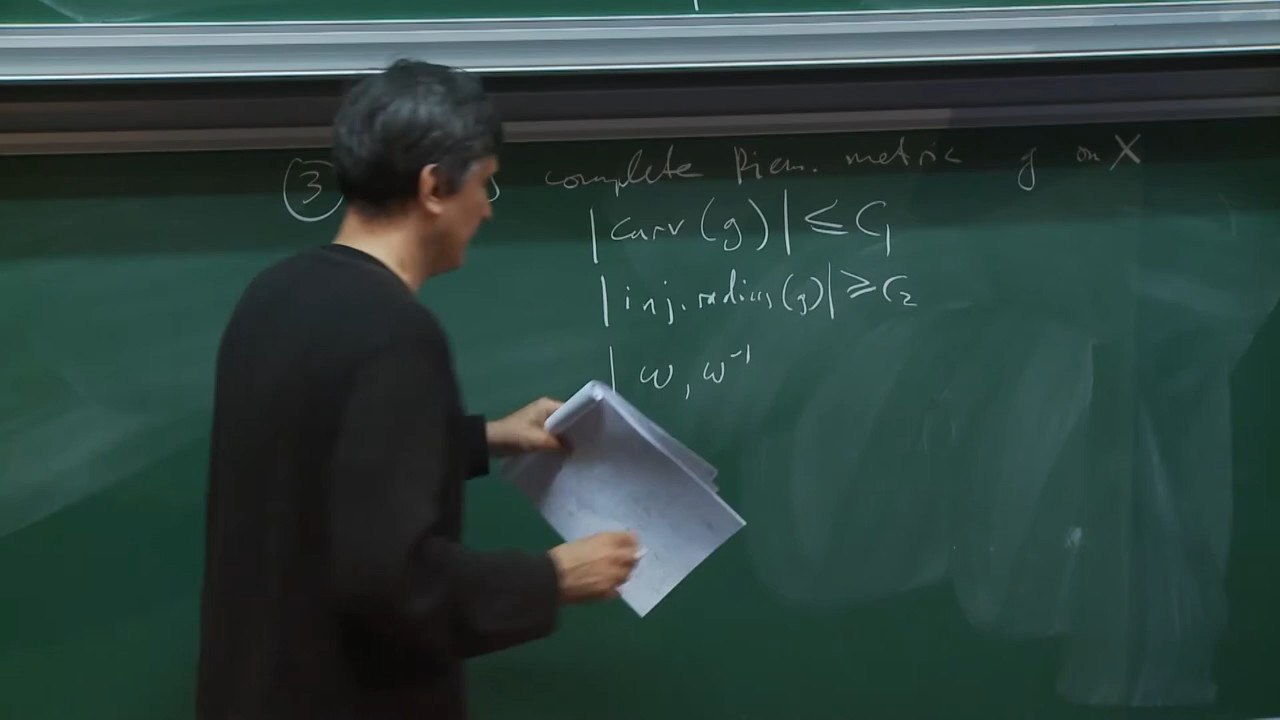 ③ complete Riem. metric g on X
|curv(g)| ≤ C₁
|inj. radius(g)| ≥ C₂
| ω, ω⁻¹